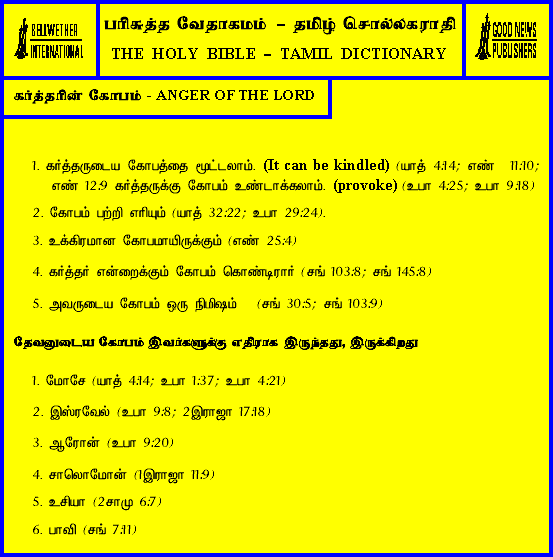 BELLWETHER
INTERNATIONAL
பரிசுத்த வேதாகமம் – தமிழ் சொல்லகராதி
THE HOLY BIBLE – TAMIL DICTIONARY
GOOD NEWS
PUBLISHERS
கர்த்தரின் கோபம் - ANGER OF THE LORD
1. கர்த்தருடைய கோபத்தை மூட்டலாம். (It can be kindled) (யாத் 4:14; எண் 11:10;
எண் 12:9 கர்த்தருக்கு கோபம் உண்டாக்கலாம். (provoke) (உபா 4:25; உபா 9:18)
2. கோபம் பற்றி எரியும் (யாத் 32:22; உபா 29:24).
3. உக்கிரமான கோபமாயிருக்கும் (எண் 25:4)
4. கர்த்தர் என்றைக்கும் கோபம் கொண்டிரார் (சங் 103:8; சங் 145:8)
5. அவருடைய கோபம் ஒரு நிமிஷம் (சங் 30:5; சங் 103:9)
தேவனுடைய கோபம் இவர்களுக்கு எதிராக இருந்தது, இருக்கிறது
1. மோசே (யாத் 4:14; உபா 1:37; உபா 4:21)
2. இஸ்ரவேல் (உபா 9:8; 2இராஜா 17:18)
3. ஆரோன் (உபா 9:20)
4. சாலொமோன் (1இராஜா 11:9)
5. உசியா (2சாமு 6:7)
6. பாவி (சங் 7:11)